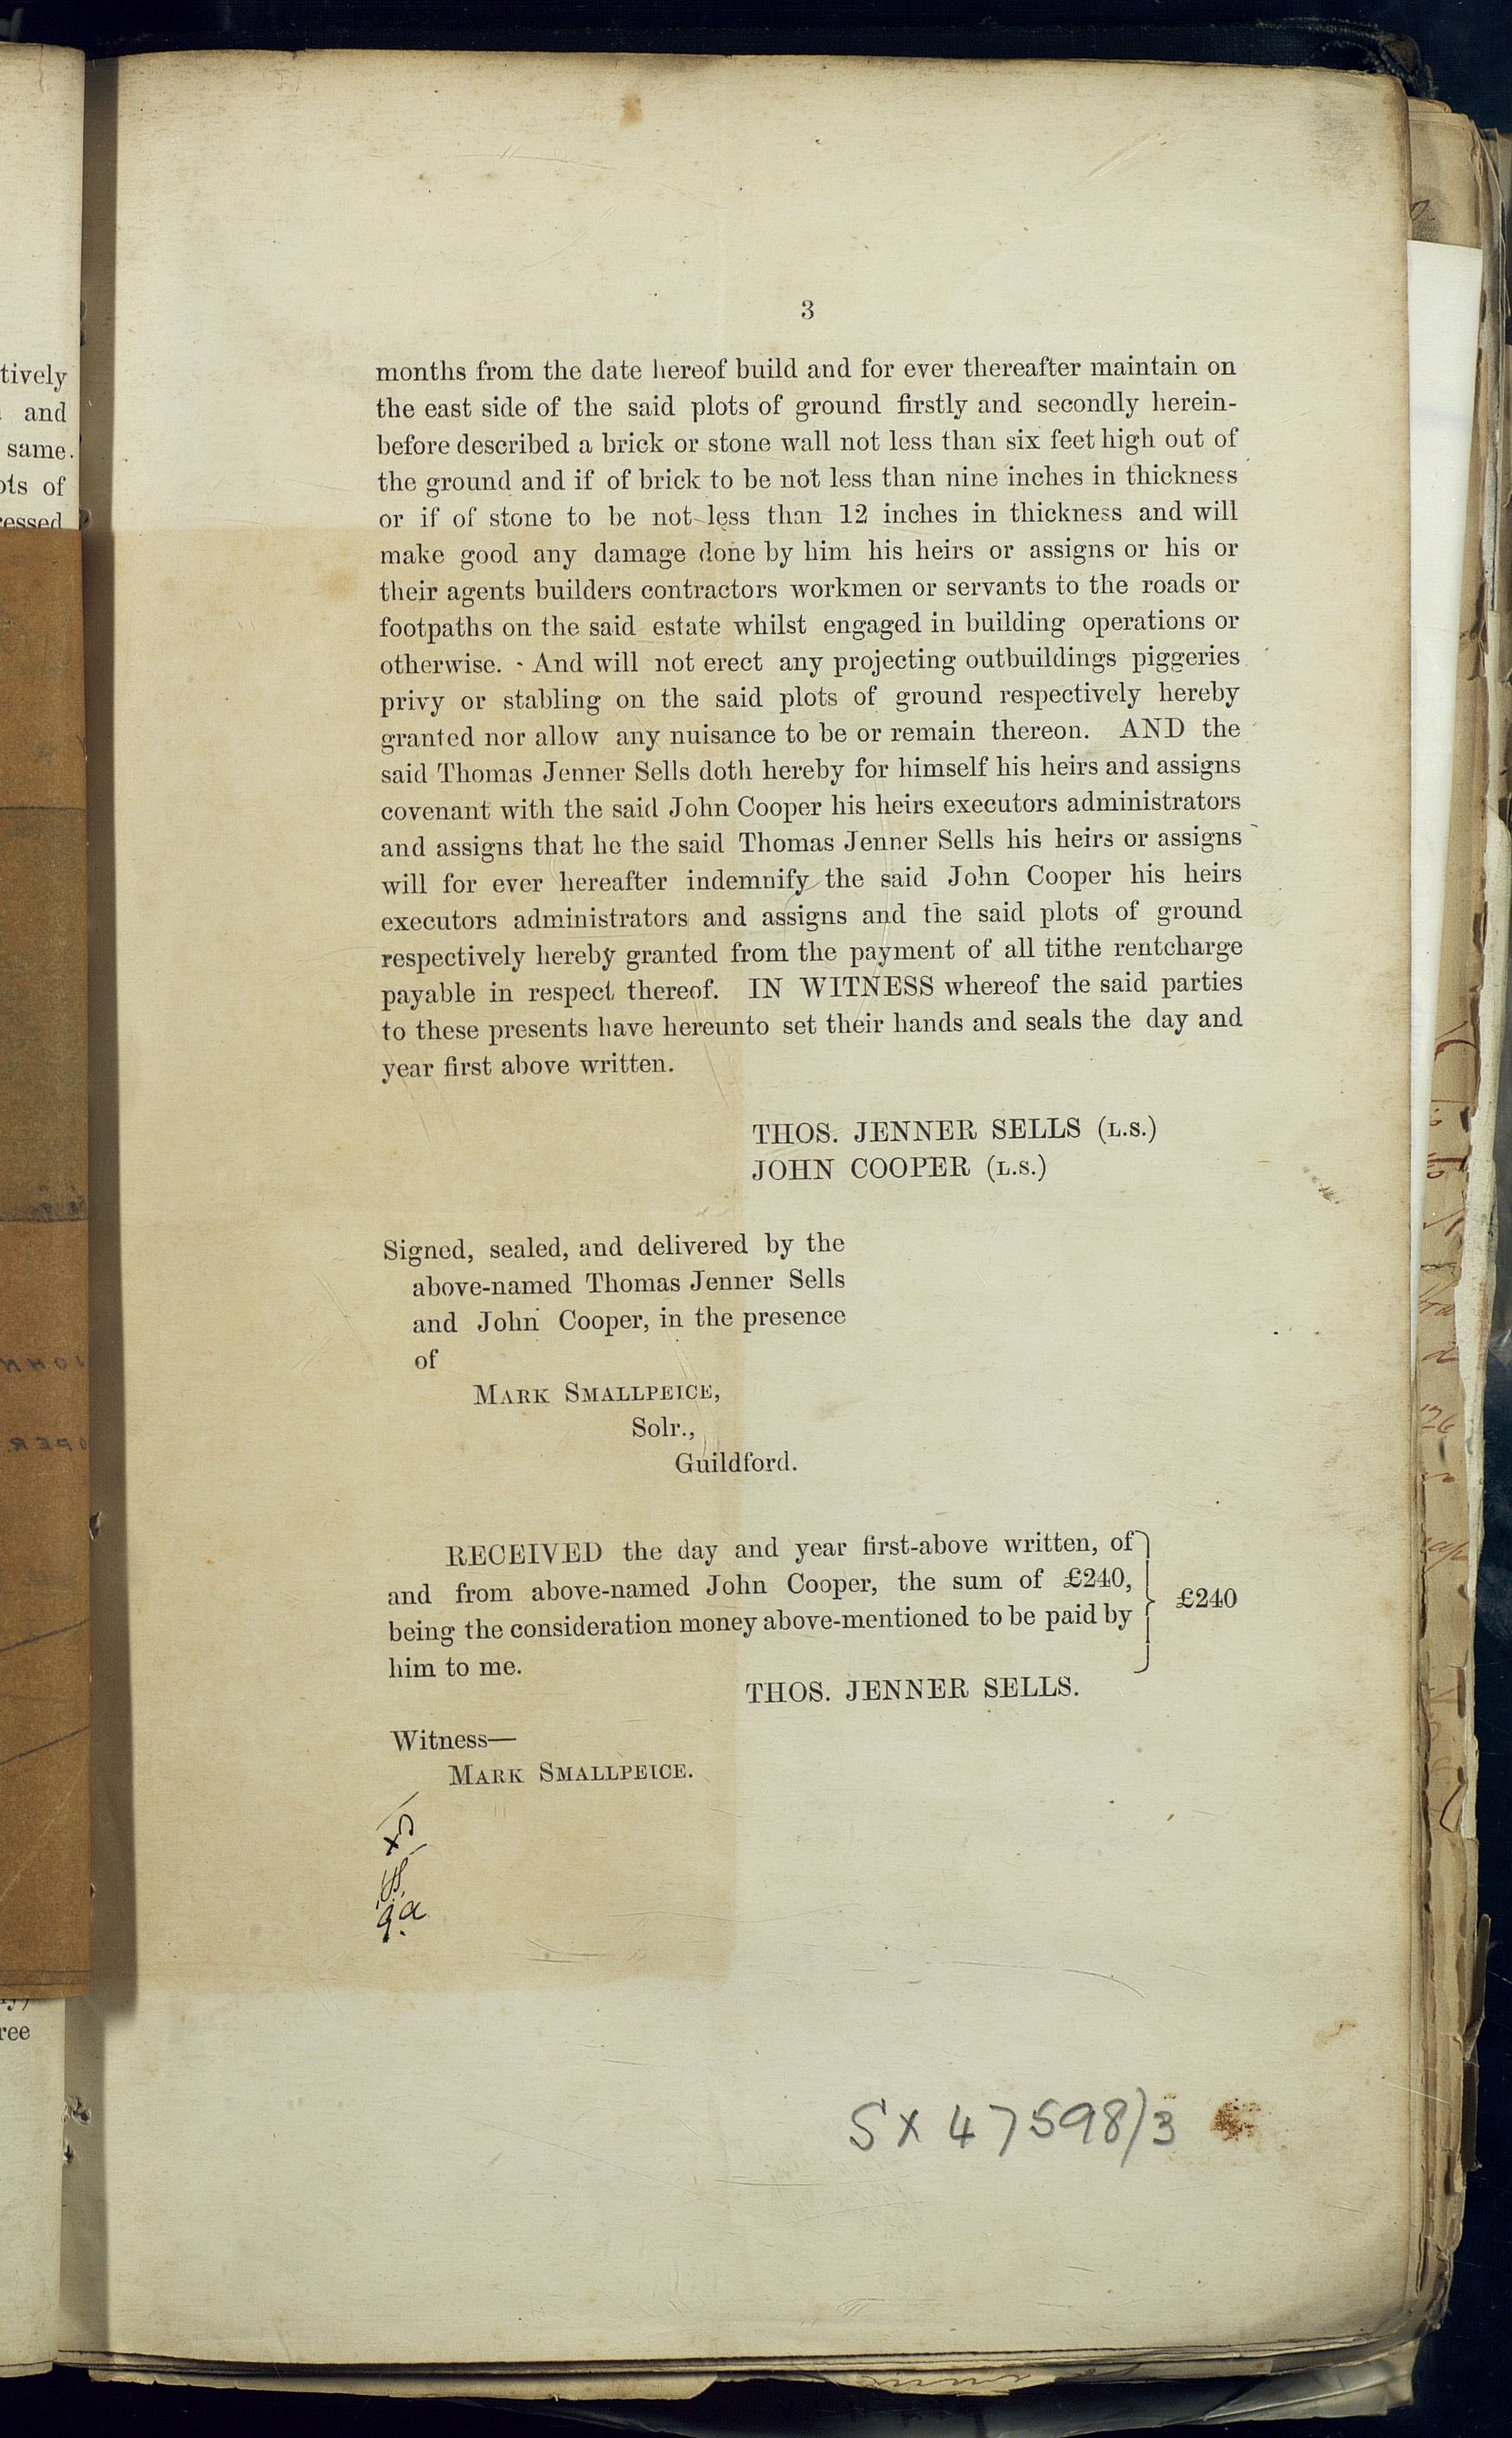 3
months from the date hereof build and for ever thereafter maintain on
the east side of the said plots of ground firstly and secondly herein-
before described a brick or stone wall not less than six feet high out of
the ground and if of brick to be not less than nine inches in thickness
or if of stone to be not less than 12 inches in thickness and will
make good any damage done by him his heirs or assigns or his or
their agents builders contractors workmen or servants to the roads or
footpaths on the said estate whilst engaged in building operations or
otherwise. - And will not erect any projecting outbuildings piggeries
privy or stabling on the said plots of ground respectively hereby
granted nor allow any nuisance to be or remain thereon. AND the
said Thomas Jenner Sells doth hereby for himself his heirs and assigns
covenant with the said John Cooper his heirs executors administrators
and assigns that he the said Thomas Jenner Sells his heirs or assigns
will for ever hereafter indemnify the said John Cooper his heirs
executors administrators and assigns and the said plots of ground
respectively hereby granted from the payment of all tithe rentcharge
payable in respect thereof. IN WITNESS whereof the said parties
to these presents have hereunto set their hands and seals the day and
year first above written.
THOS. JENNER SELLS (L.S.)
JOHN COOPER (L.S.)
Signed, sealed, and delivered by the
above-named Thomas Jenner Sells
and John Cooper, in the presence
of
MARK SMALLPEICE,
Solr.,
Guildford.
RECEIVED the day and year first-above written, of
and from above-named John Cooper, the sum of £240,
being the consideration money above-mentioned to be paid by
him to me.
£240
THOS. JENNER SELLS.
Witness—
MARK SMALLPEICE.
SX 47598/3
tively
and
same.
ots of
ressed
ree